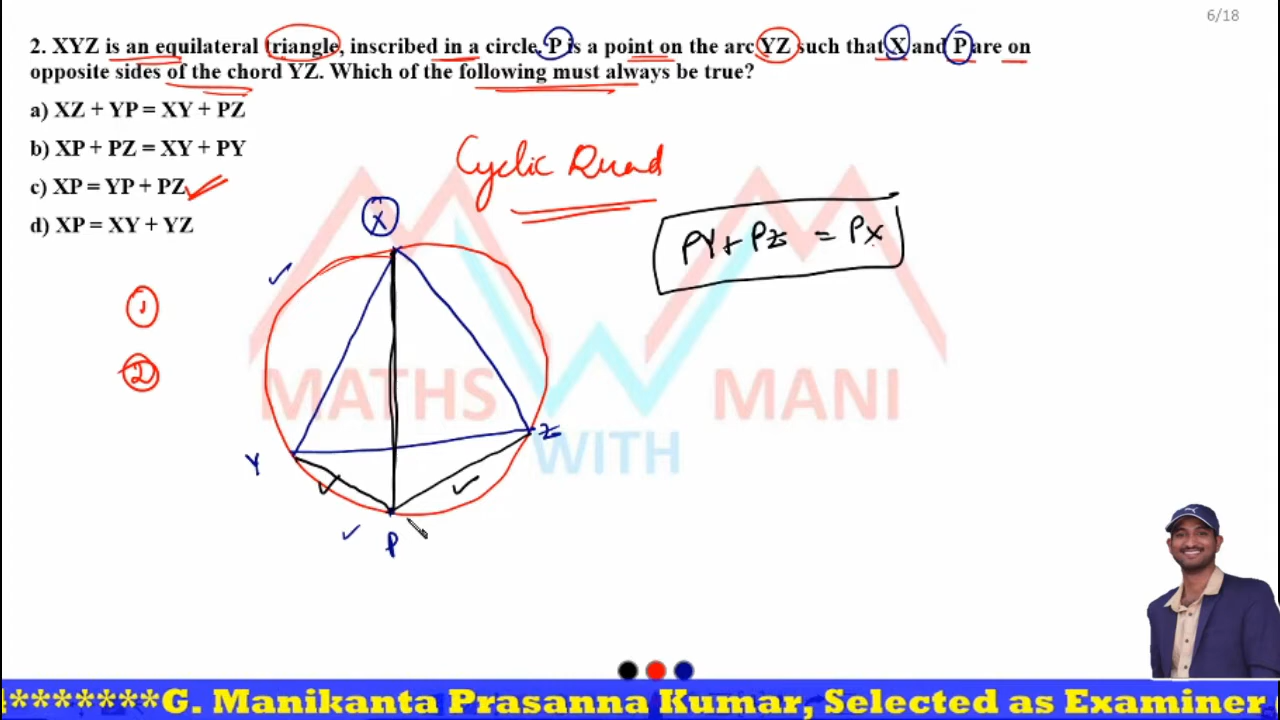 6/18
2. XYZ is an equilateral triangle, inscribed in a circle. P is a point on the arc YZ such that X and P are on
opposite sides of the chord YZ. Which of the following must always be true?
a) XZ + YP = XY + PZ
b) XP + PZ = XY + PY
c) XP = YP + PZ
d) XP = XY + YZ
Cyclic Quad
PY + PZ = PX
X
1
2
Y
Z
P
MATHS
WITH
MANI
*******G. Manikanta Prasanna Kumar, Selected as Examiner